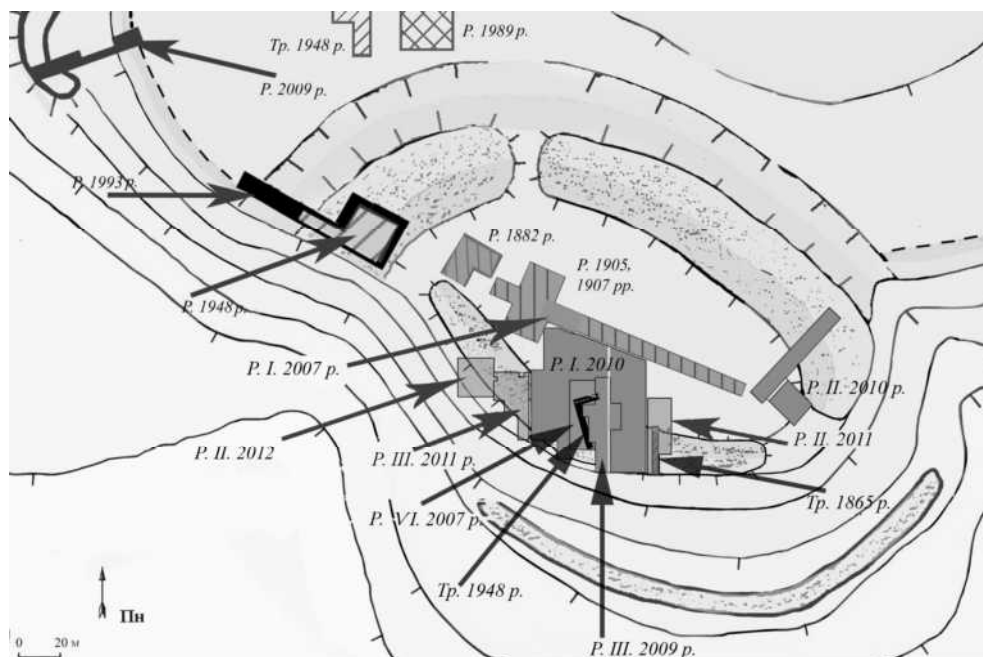 Тр. 1948 р.
Р. 1989 р.
Р. 2009 р.
Р. 1993 р.
Р. 1882 р.
Р. 1905,
1907 рр.
Р. 1948 р.
Р. I. 2007 р.
Р. I. 2010
Р. II. 2010 р.
Р. II. 2012
Р. III. 2011 р.
Р. II. 2011
Р. VI. 2007 р.
Тр. 1865 р.
Тр. 1948 р.
Р. III. 2009 р.
Пн
0 20 м